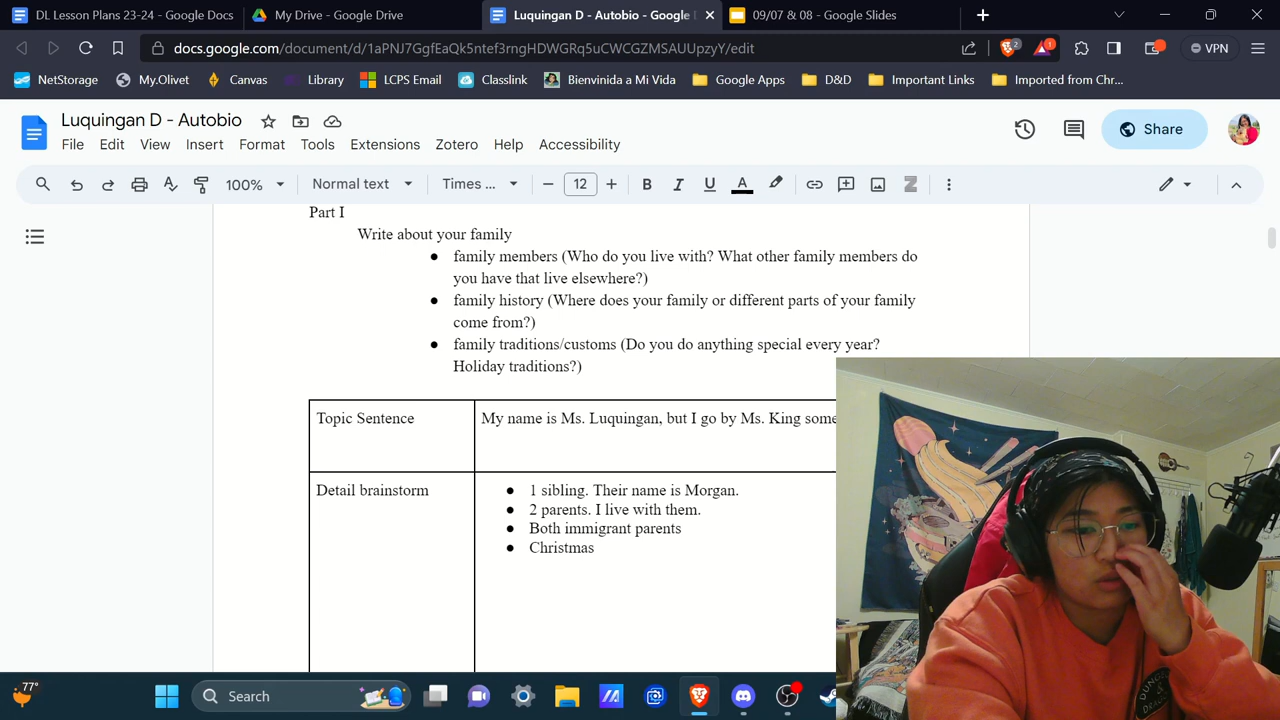 DL Lesson Plans 23-24 - Google Docs
My Drive - Google Drive
Luquingan D - Autobio - Google
09/07 & 08 - Google Slides
docs.google.com/document/d/1aPNJ7GgfEaQk5ntef3rngHDWGRq5uCWCGZMSAUUpzyY/edit
2
1
VPN
NetStorage
My.Olivet
Canvas
Library
LCPS Email
Classlink
Bienvinida a Mi Vida
Google Apps
D&D
Important Links
Imported from Chr...
Luquingan D - Autobio
Share
File Edit View Insert Format Tools Extensions Zotero Help Accessibility
100% Normal text Times ... 12 B I U A Z
Part I
Write about your family
● family members (Who do you live with? What other family members do
you have that live elsewhere?)
● family history (Where does your family or different parts of your family
come from?)
● family traditions/customs (Do you do anything special every year?
Holiday traditions?)
Topic Sentence
My name is Ms. Luquingan, but I go by Ms. King some
Detail brainstorm
● 1 sibling. Their name is Morgan.
● 2 parents. I live with them.
● Both immigrant parents
● Christmas
DUNGEONS
77°
Search